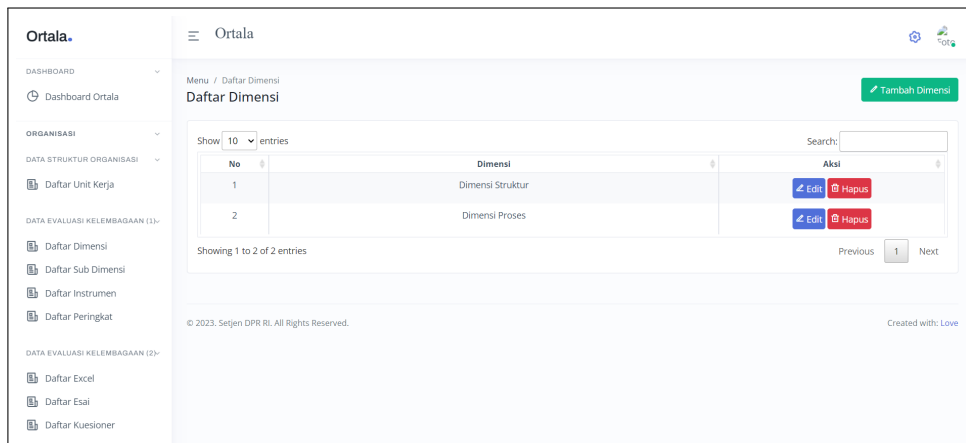 Ortala.
DASHBOARD
Dashboard Ortala
ORGANISASI
DATA STRUKTUR ORGANISASI
Daftar Unit Kerja
DATA EVALUASI KELEMBAGAAN (1)
Daftar Dimensi
Daftar Sub Dimensi
Daftar Instrumen
Daftar Peringkat
DATA EVALUASI KELEMBAGAAN (2)
Daftar Excel
Daftar Esai
Daftar Kuesioner
Ortala
Foto
Menu / Daftar Dimensi
Daftar Dimensi
Tambah Dimensi
Show 10 entries Search:
No Dimensi Aksi
1 Dimensi Struktur Edit Hapus
2 Dimensi Proses Edit Hapus
Showing 1 to 2 of 2 entries Previous 1 Next
© 2023. Setjen DPR RI. All Rights Reserved. Created with: Love